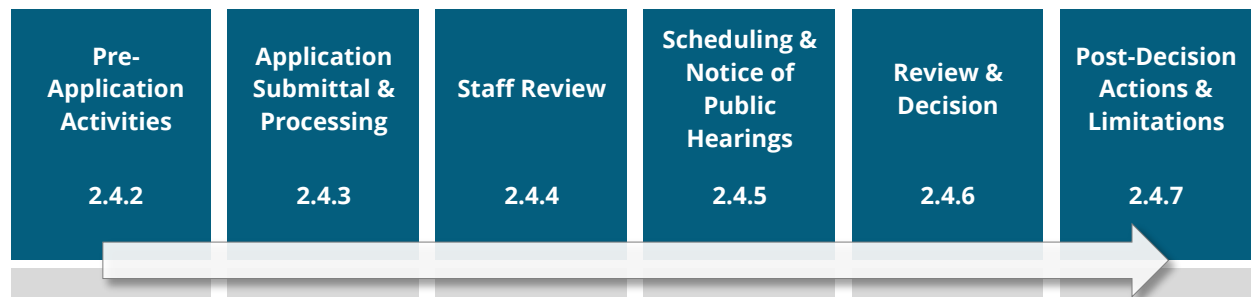 Pre-
Application
Activities
2.4.2
Application
Submittal &
Processing
2.4.3
Staff Review
2.4.4
Scheduling &
Notice of
Public
Hearings
2.4.5
Review &
Decision
2.4.6
Post-Decision
Actions &
Limitations
2.4.7